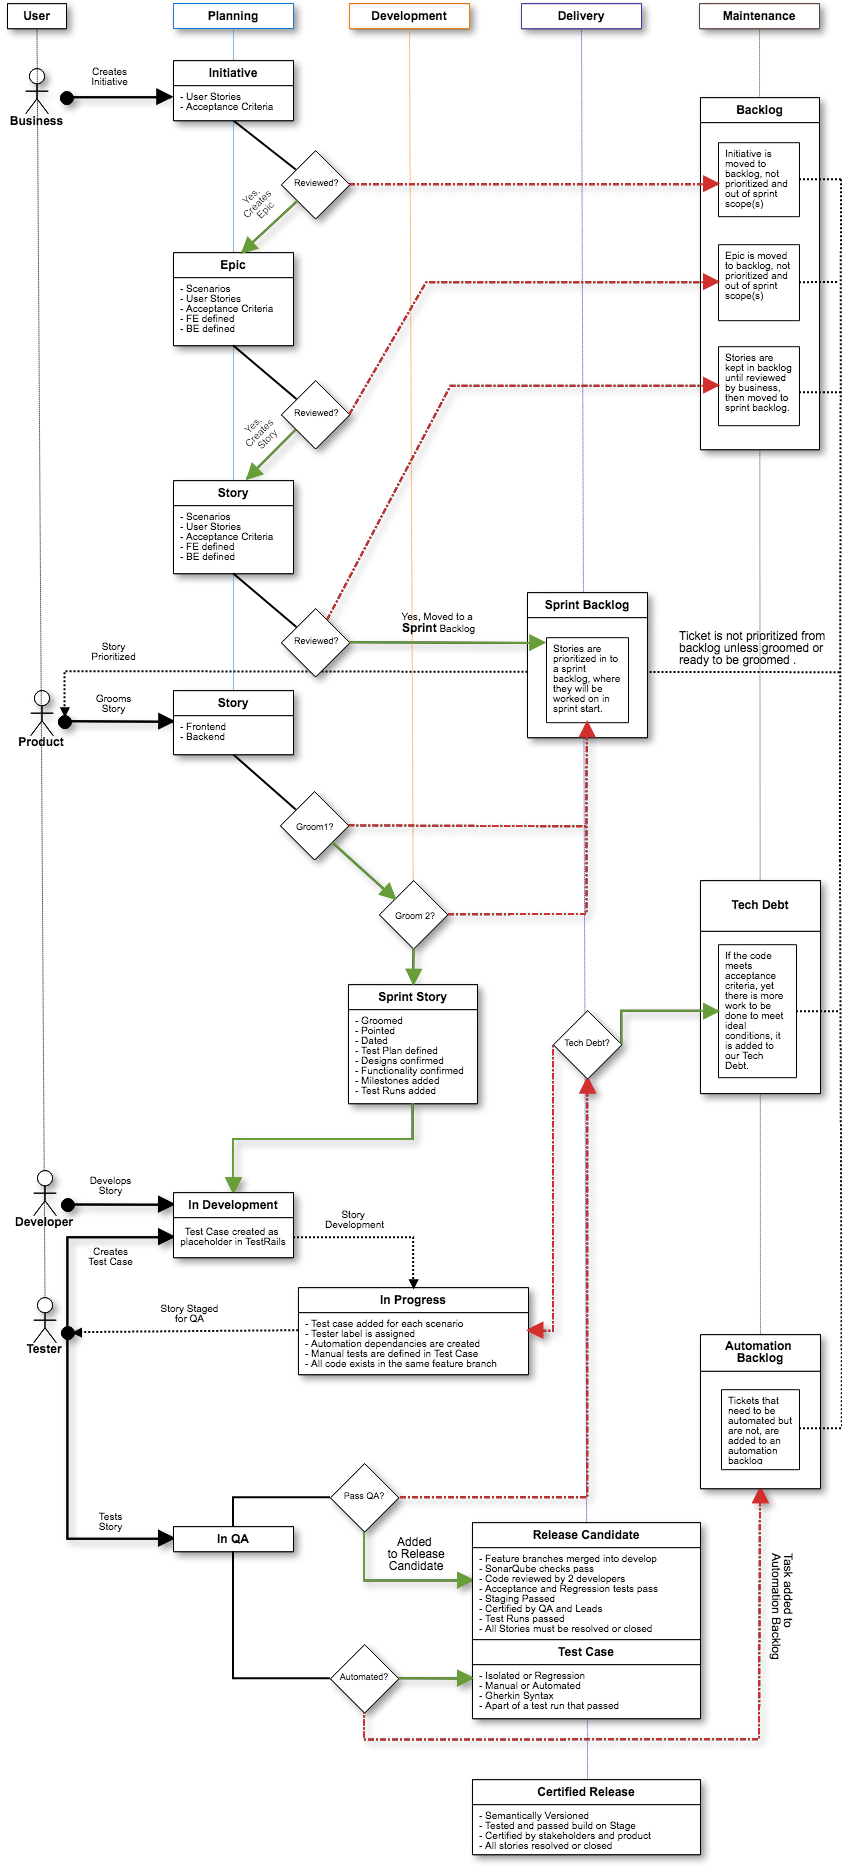 User
Planning
Development
Delivery
Maintenance
Business
Creates
Initiative
Initiative
- User Stories
- Acceptance Criteria
Reviewed?
Yes,
Creates
Epic
Backlog
Initiative is
moved to
backlog, not
prioritized and
out of sprint
scope(s)
Epic is moved
to backlog, not
prioritized and
out of sprint
scope(s)
Stories are
kept in backlog
until reviewed
by business,
then moved to
sprint backlog.
Epic
- Scenarios
- User Stories
- Acceptance Criteria
- FE defined
- BE defined
Reviewed?
Yes,
Creates
Story
Story
- Scenarios
- User Stories
- Acceptance Criteria
- FE defined
- BE defined
Reviewed?
Yes, Moved to a
Sprint Backlog
Sprint Backlog
Stories are
prioritized in to
a sprint
backlog, where
they will be
worked on in
sprint start.
Ticket is not prioritized from
backlog unless groomed or
ready to be groomed .
Story
Prioritized
Product
Grooms
Story
Story
- Frontend
- Backend
Groom1?
Groom 2?
Sprint Story
- Groomed
- Pointed
- Dated
- Test Plan defined
- Designs confirmed
- Functionality confirmed
- Milestones added
- Test Runs added
Tech Debt?
Tech Debt
If the code
meets
acceptance
criteria, yet
there is more
work to be
done to meet
ideal
conditions, it
is added to
our Tech
Debt.
Developer
Develops
Story
In Development
Test Case created as
placeholder in TestRails
Story
Development
Creates
Test Case
Tester
Story Staged
for QA
In Progress
- Test case added for each scenario
- Tester label is assigned
- Automation dependancies are created
- Manual tests are defined in Test Case
- All code exists in the same feature branch
Automation
Backlog
Tickets that
need to be
automated but
are not, are
added to an
automation
backlog
Tests
Story
In QA
Pass QA?
Added
to Release
Candidate
Release Candidate
- Feature branches merged into develop
- SonarQube checks pass
- Code reviewed by 2 developers
- Acceptance and Regression tests pass
- Staging Passed
- Certified by QA and Leads
- Test Runs passed
- All Stories must be resolved or closed
Task added to
Automation Backlog
Automated?
Test Case
- Isolated or Regression
- Manual or Automated
- Gherkin Syntax
- Apart of a test run that passed
Certified Release
- Semantically Versioned
- Tested and passed build on Stage
- Certified by stakeholders and product
- All stories resolved or closed